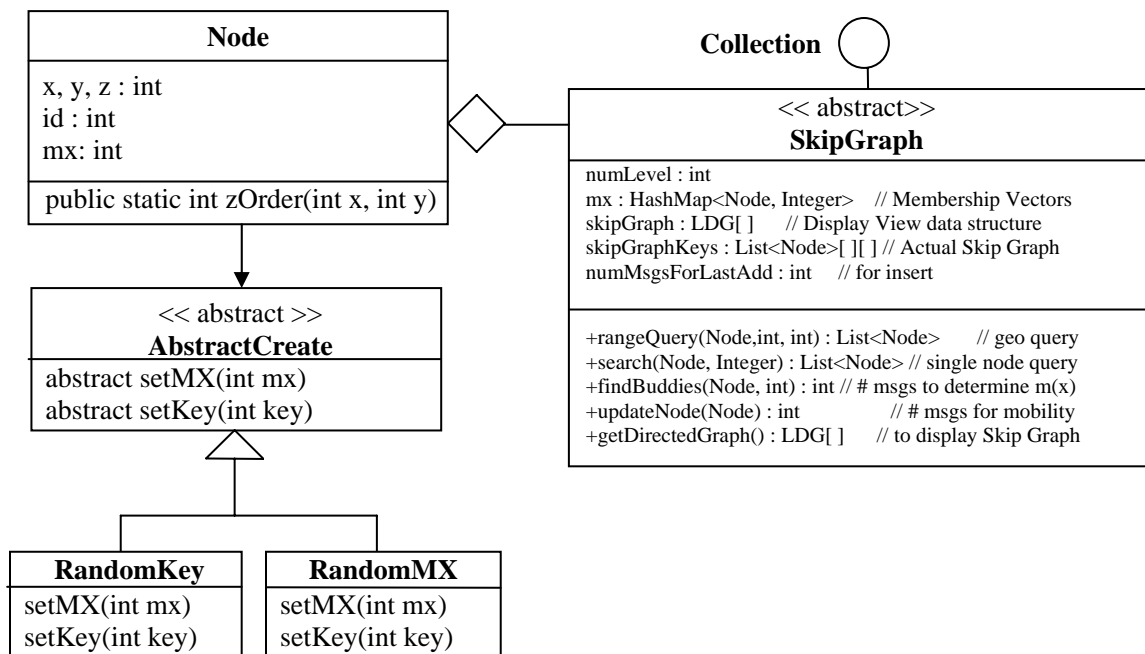 Node
x, y, z : int
id : int
mx: int
public static int zOrder(int x, int y)
Collection
<< abstract>>
SkipGraph
numLevel : int
mx : HashMap<Node, Integer> // Membership Vectors
skipGraph : LDG[ ] // Display View data structure
skipGraphKeys : List<Node>[ ][ ] // Actual Skip Graph
numMsgsForLastAdd : int // for insert
+rangeQuery(Node,int, int) : List<Node> // geo query
+search(Node, Integer) : List<Node> // single node query
+findBuddies(Node, int) : int // # msgs to determine m(x)
+updateNode(Node) : int // # msgs for mobility
+getDirectedGraph() : LDG[ ] // to display Skip Graph
<< abstract >>
AbstractCreate
abstract setMX(int mx)
abstract setKey(int key)
RandomKey
setMX(int mx)
setKey(int key)
RandomMX
setMX(int mx)
setKey(int key)